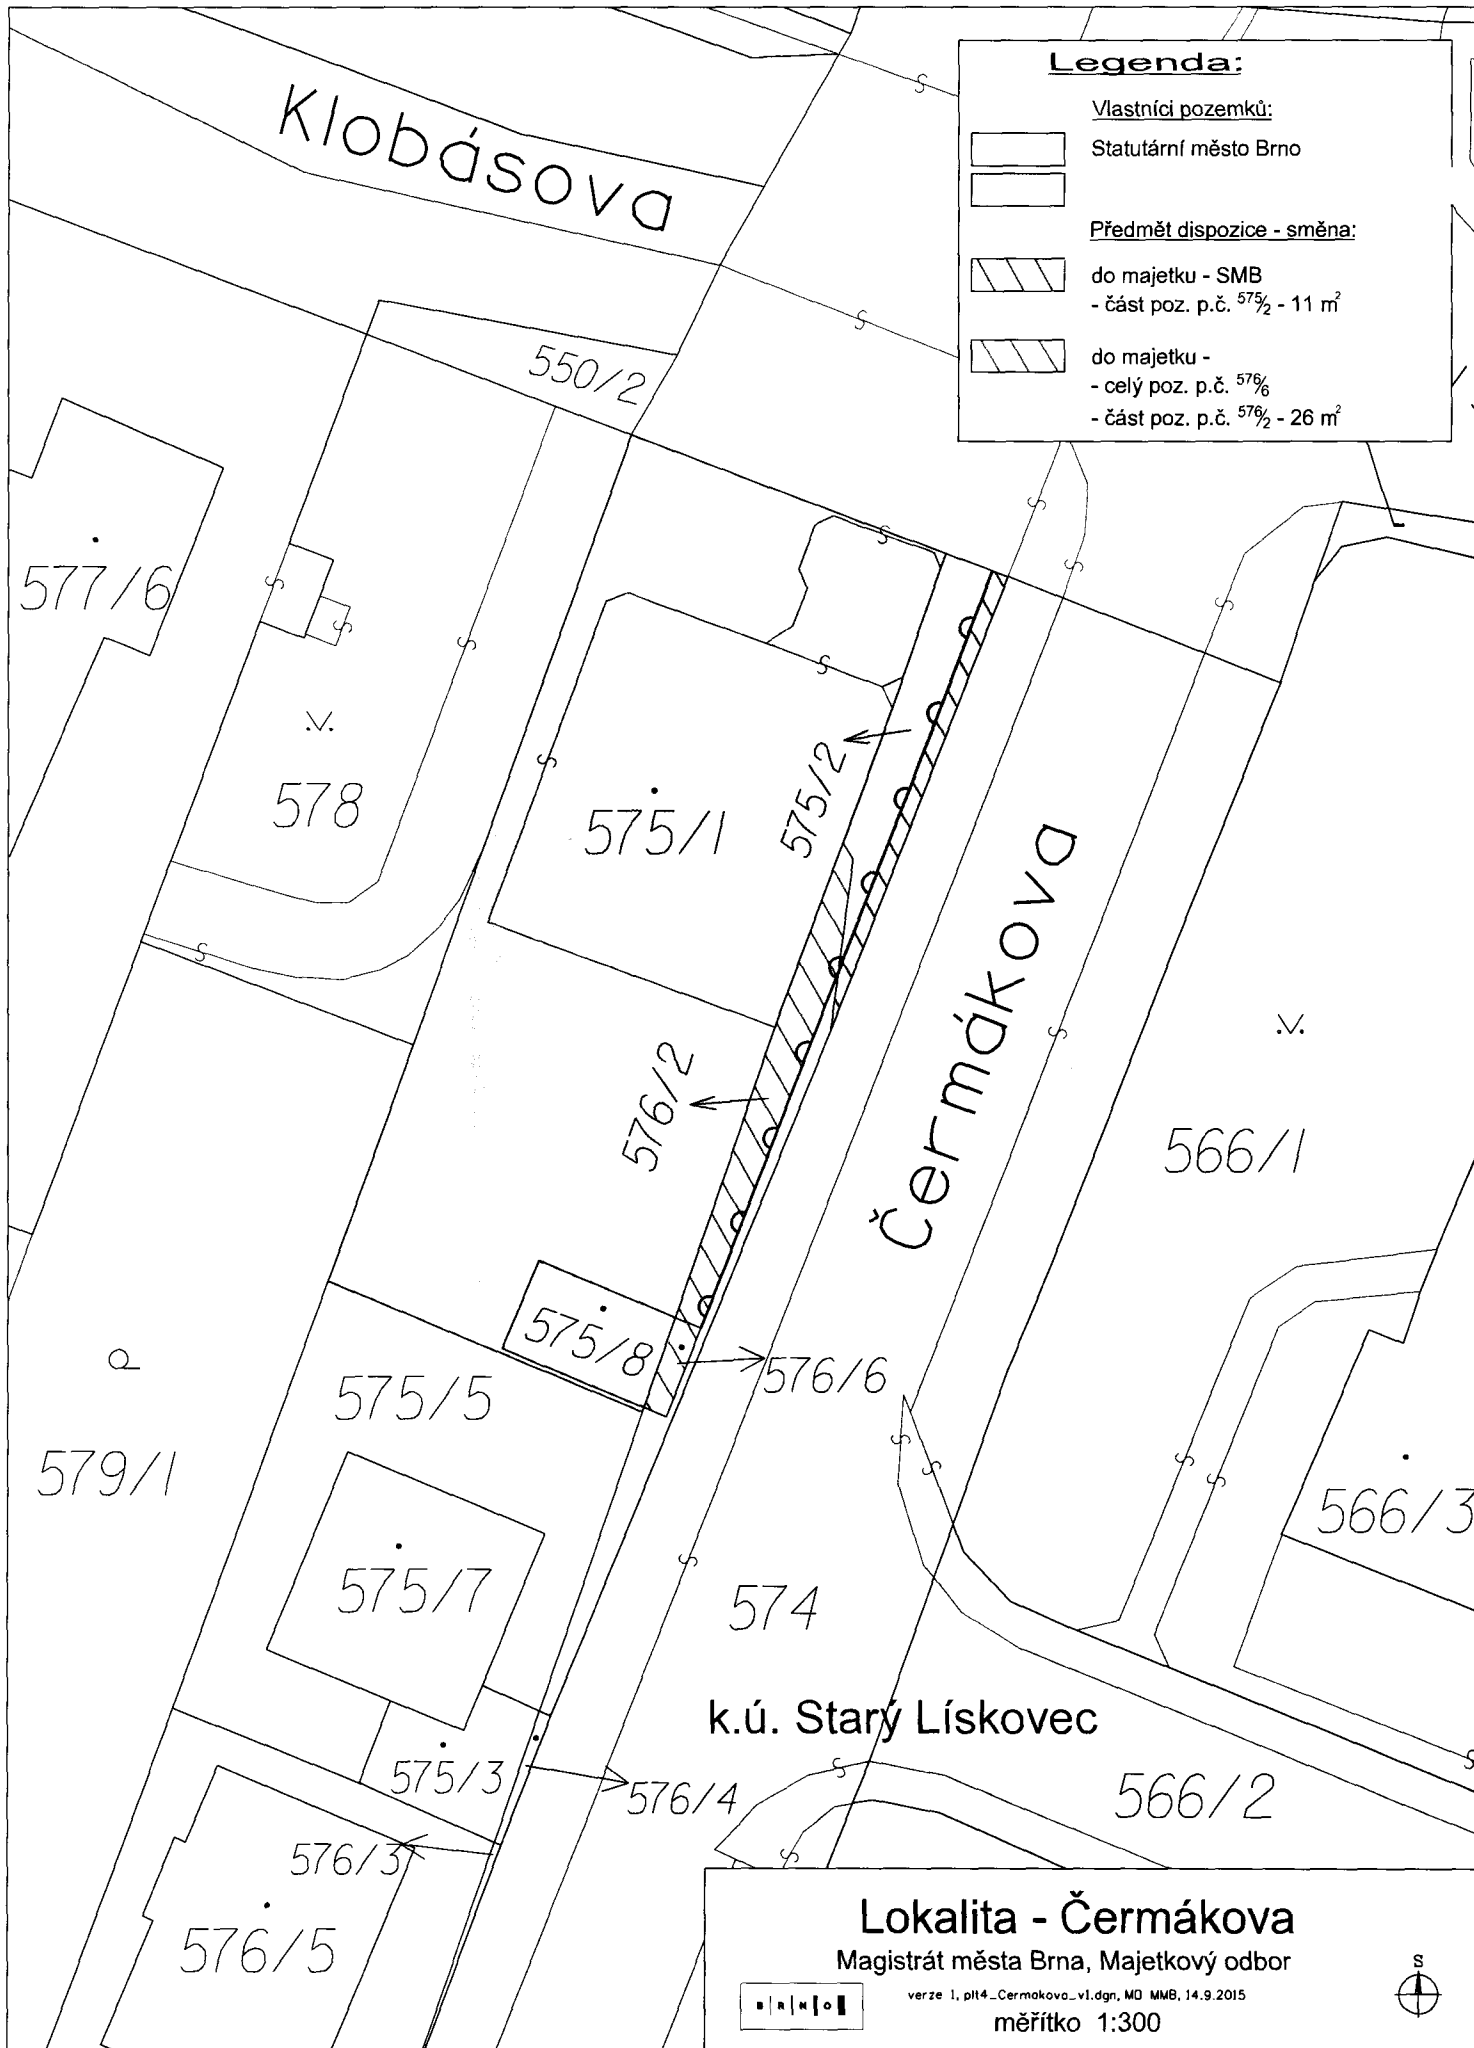 Klobásova
Legenda:
Vlastníci pozemků:
Statutární město Brno
Předmět dispozice - směna:
do majetku - SMB
- část poz. p.č. 575/2 - 11 m²
do majetku -
- celý poz. p.č. 576/6
- část poz. p.č. 576/2 - 26 m²
550/2
577/6
578
575/1
575/2
Čermákova
576/2
566/1
575/8
576/6
575/5
579/1
566/3
575/7
574
k.ú. Starý Lískovec
575/3
576/4
566/2
576/3
576/5
Lokalita - Čermákova
Magistrát města Brna, Majetkový odbor
verze 1, plt4_Cermakova_v1.dgn, MO MMB, 14.9.2015
měřítko 1:300
BRNO
S